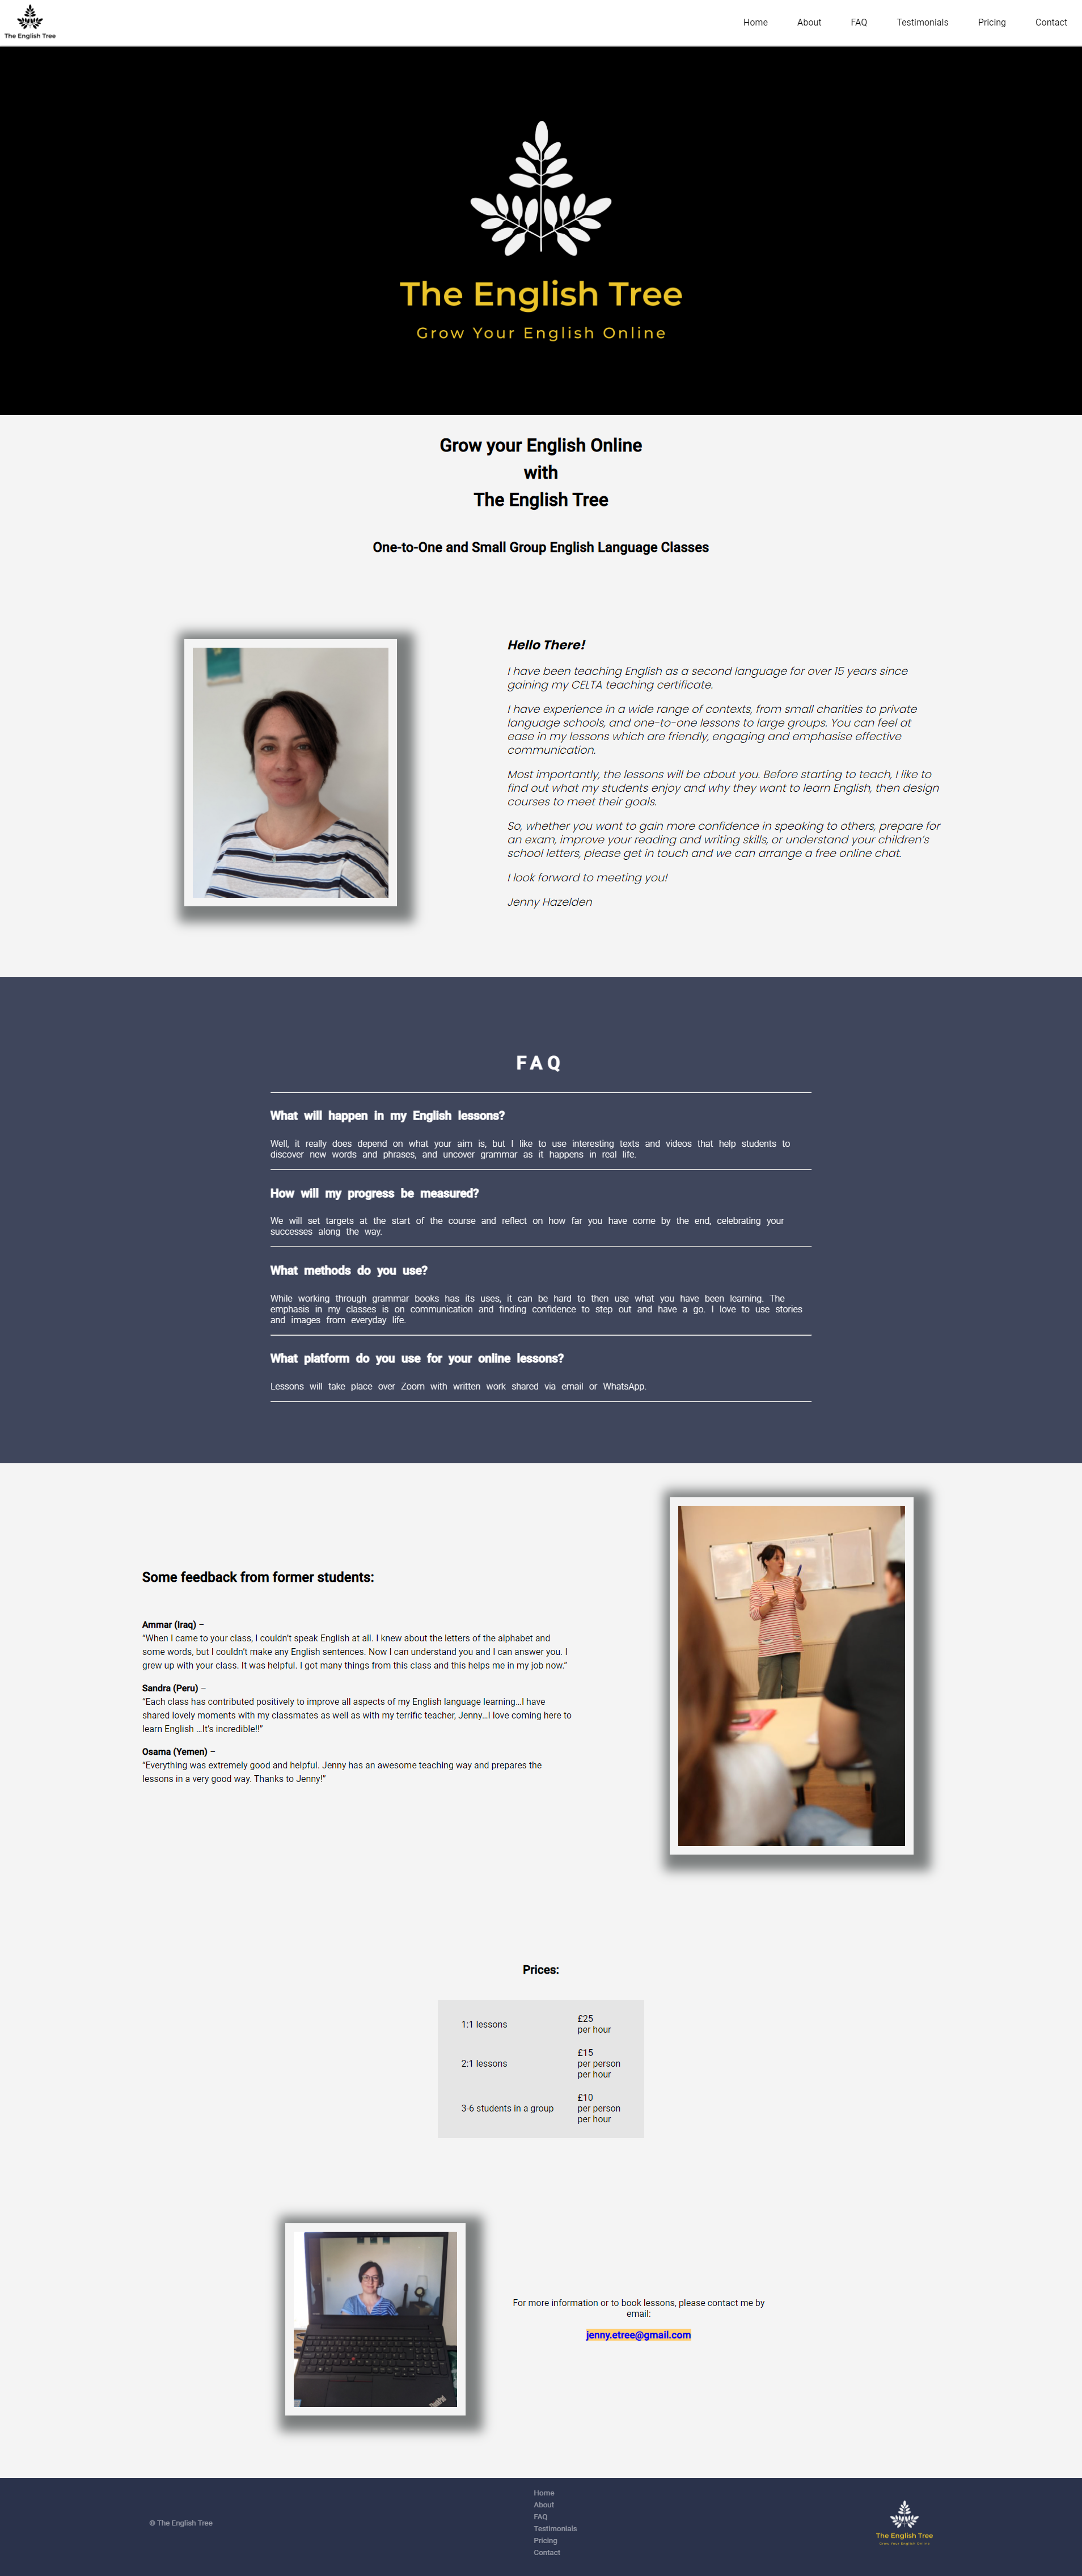 The English Tree
Home About FAQ Testimonials Pricing Contact
The English Tree
Grow Your English Online
Grow your English Online
with
The English Tree
One-to-One and Small Group English Language Classes
Hello There!
I have been teaching English as a second language for over 15 years since
gaining my CELTA teaching certificate.
I have experience in a wide range of contexts, from small charities to private
language schools, and one-to-one lessons to large groups. You can feel at
ease in my lessons which are friendly, engaging and emphasise effective
communication.
Most importantly, the lessons will be about you. Before starting to teach, I like to
find out what my students enjoy and why they want to learn English, then design
courses to meet their goals.
So, whether you want to gain more confidence in speaking to others, prepare for
an exam, improve your reading and writing skills, or understand your children's
school letters, please get in touch and we can arrange a free online chat.
I look forward to meeting you!
Jenny Hazelden
FAQ
What will happen in my English lessons?
Well, it really does depend on what your aim is, but I like to use interesting texts and videos that help students to
discover new words and phrases, and uncover grammar as it happens in real life.
How will my progress be measured?
We will set targets at the start of the course and reflect on how far you have come by the end, celebrating your
successes along the way.
What methods do you use?
While working through grammar books has its uses, it can be hard to then use what you have been learning. The
emphasis in my classes is on communication and finding confidence to step out and have a go. I love to use stories
and images from everyday life.
What platform do you use for your online lessons?
Lessons will take place over Zoom with written work shared via email or WhatsApp.
Some feedback from former students:
Ammar (Iraq) –
“When I came to your class, I couldn’t speak English at all. I knew about the letters of the alphabet and
some words, but I couldn’t make any English sentences. Now I can understand you and I can answer you. I
grew up with your class. It was helpful. I got many things from this class and this helps me in my job now.”
Sandra (Peru) –
“Each class has contributed positively to improve all aspects of my English language learning…I have
shared lovely moments with my classmates as well as with my terrific teacher, Jenny…I love coming here to
learn English …It’s incredible!!”
Osama (Yemen) –
“Everything was extremely good and helpful. Jenny has an awesome teaching way and prepares the
lessons in a very good way. Thanks to Jenny!”
Prices:
1:1 lessons
£25
per hour
2:1 lessons
£15
per person
per hour
3-6 students in a group
£10
per person
per hour
ThinkPad
For more information or to book lessons, please contact me by
email:
jenny.etree@gmail.com
© The English Tree
Home
About
FAQ
Testimonials
Pricing
Contact
The English Tree
Grow Your English Online